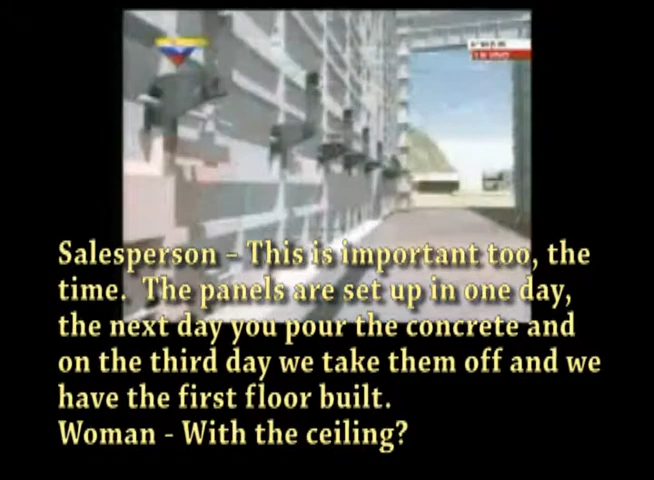 Salesperson – This is important too, the
time.  The panels are set up in one day,
the next day you pour the concrete and
on the third day we take them off and we
have the first floor built.
Woman - With the ceiling?